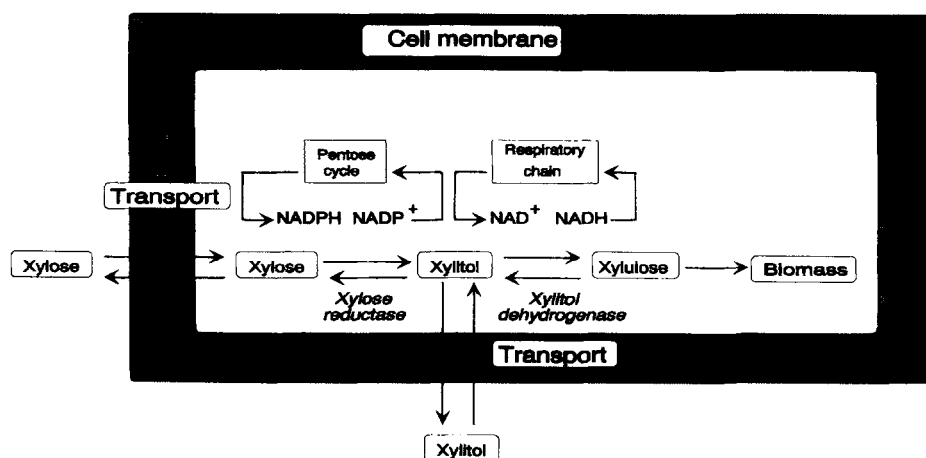 Cell membrane
Pentose
cycle
Respiratory
chain
Transport
NADPH NADP+
NAD+ NADH
Xylose
Xylose
Xylitol
Xylulose
Biomass
Xylose
reductase
Xylitol
dehydrogenase
Transport
Xylitol